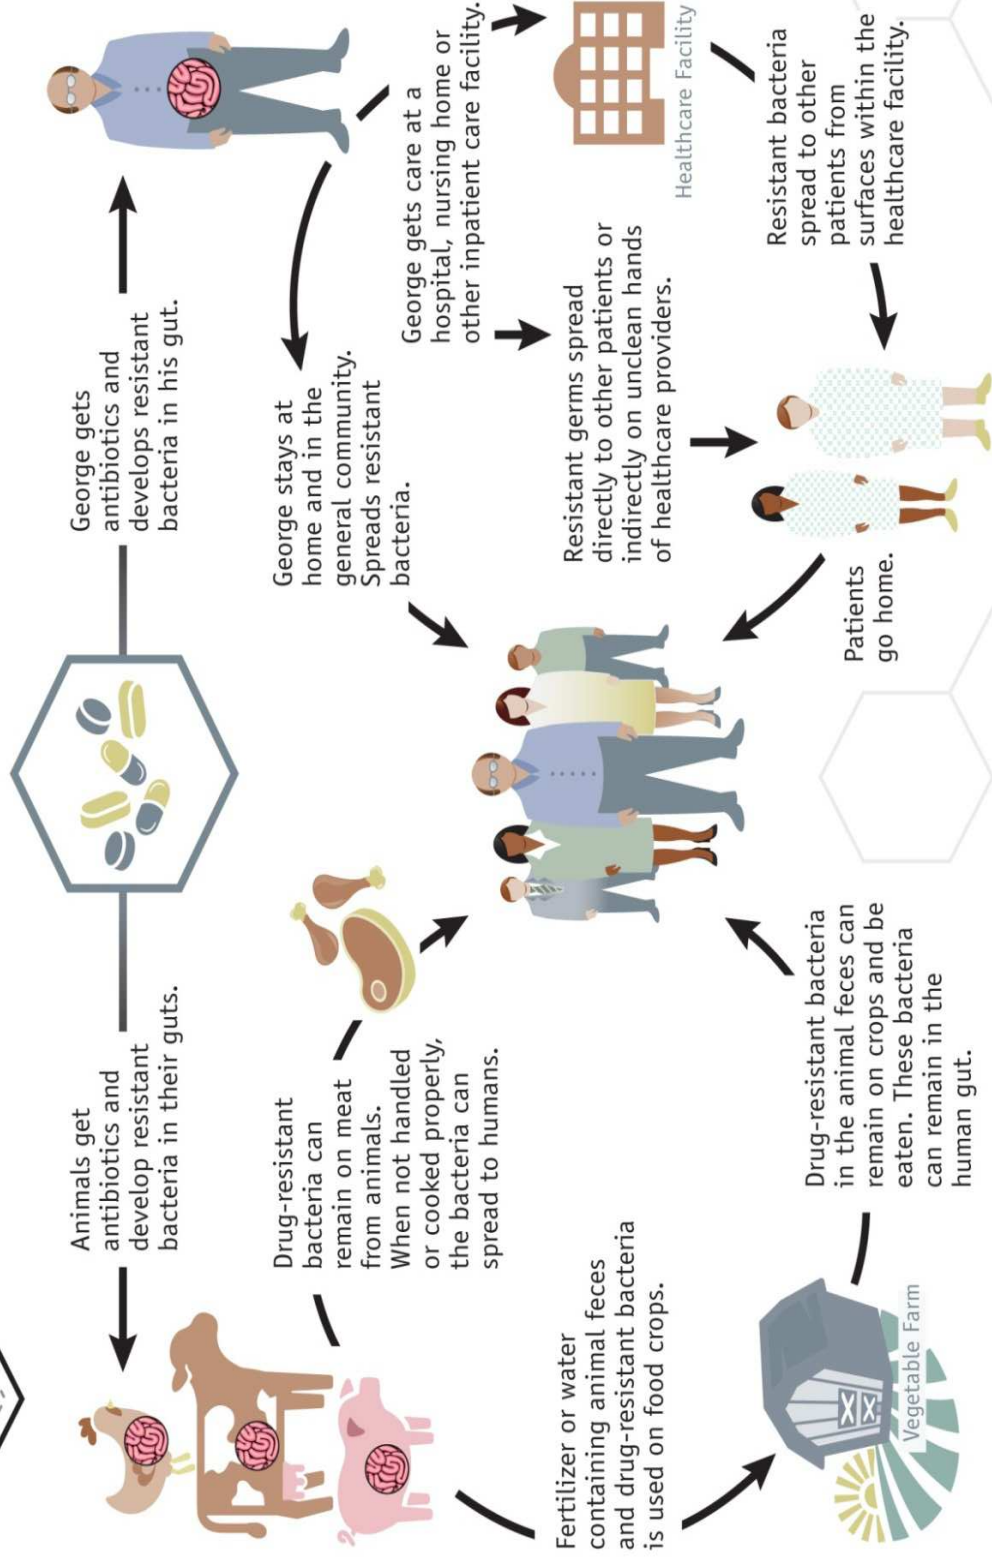 Animals get
antibiotics and
develop resistant
bacteria in their guts.
George gets
antibiotics and
develops resistant
bacteria in his gut.
Drug-resistant
bacteria can
remain on meat
from animals.
When not handled
or cooked properly,
the bacteria can
spread to humans.
George stays at
home and in the
general community.
Spreads resistant
bacteria.
George gets care at a
hospital, nursing home or
other inpatient care facility.
Fertilizer or water
containing animal feces
and drug-resistant bacteria
is used on food crops.
Resistant germs spread
directly to other patients or
indirectly on unclean hands
of healthcare providers.
Healthcare Facility
Vegetable Farm
Drug-resistant bacteria
in the animal feces can
remain on crops and be
eaten. These bacteria
can remain in the
human gut.
Patients
go home.
Resistant bacteria
spread to other
patients from
surfaces within the
healthcare facility.